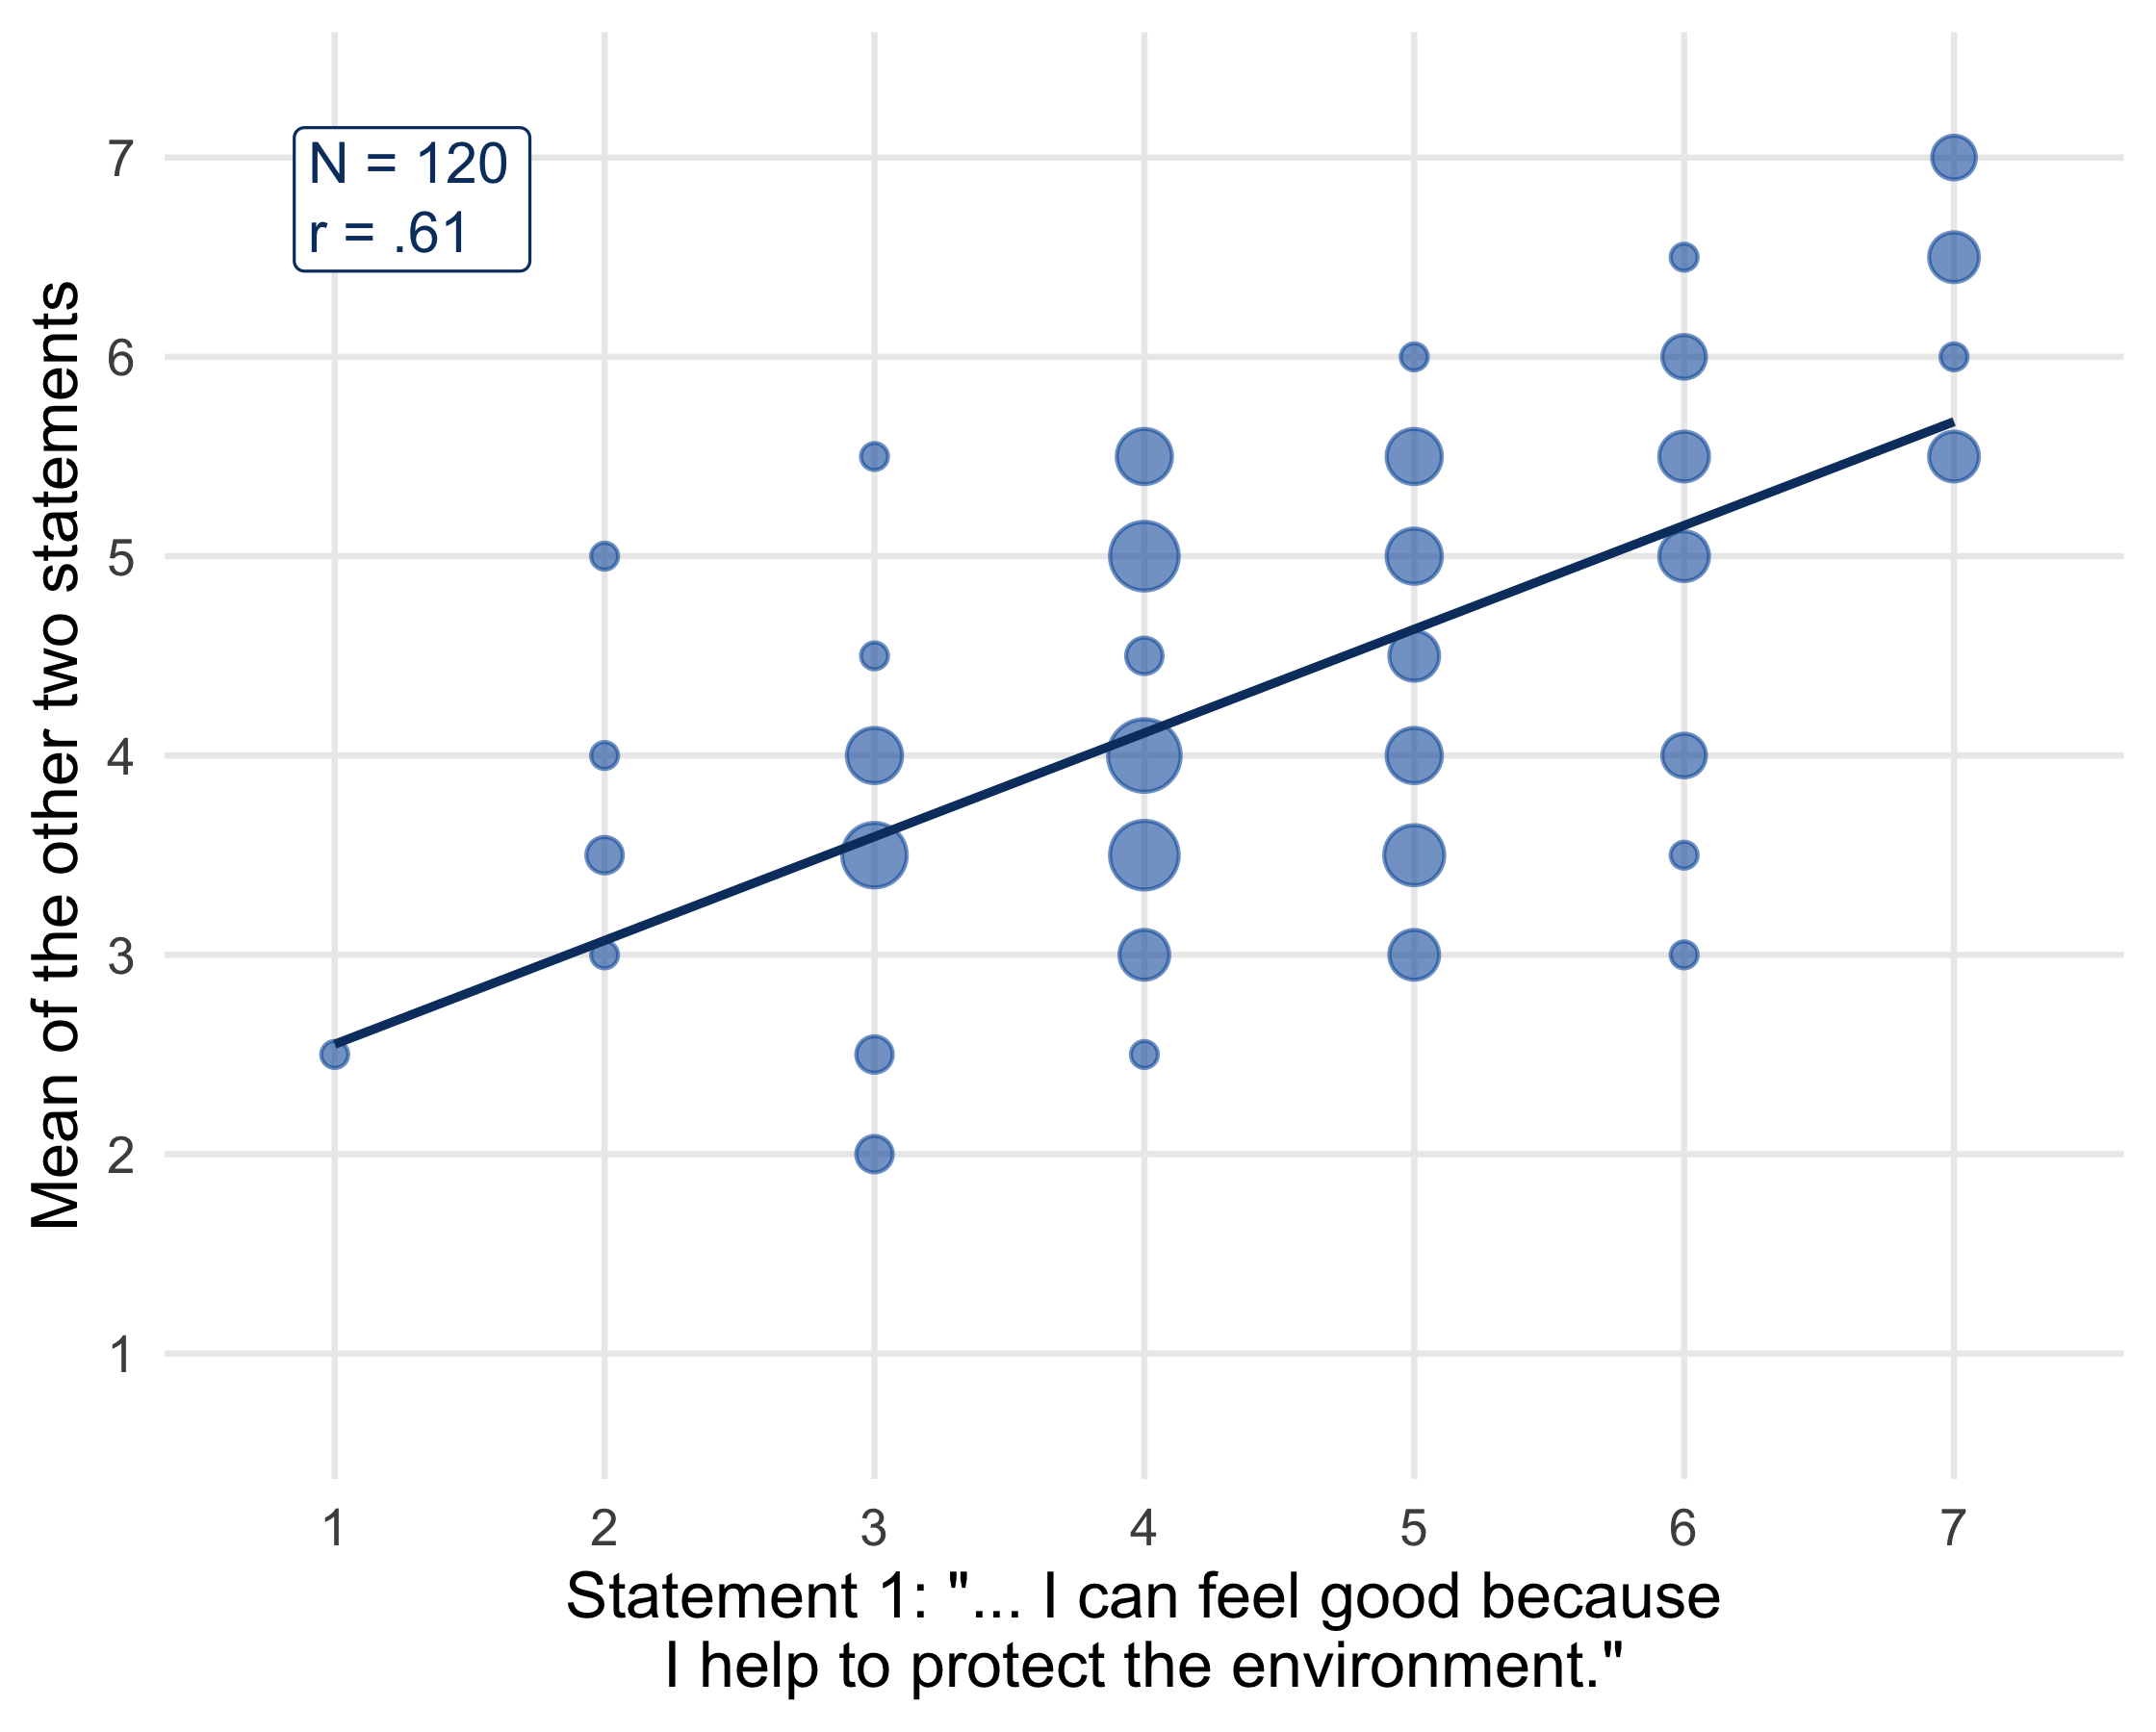 N = 120
r = .61
Mean of the other two statements
7
6
5
4
3
2
1
1 2 3 4 5 6 7
Statement 1: "... I can feel good because
I help to protect the environment."